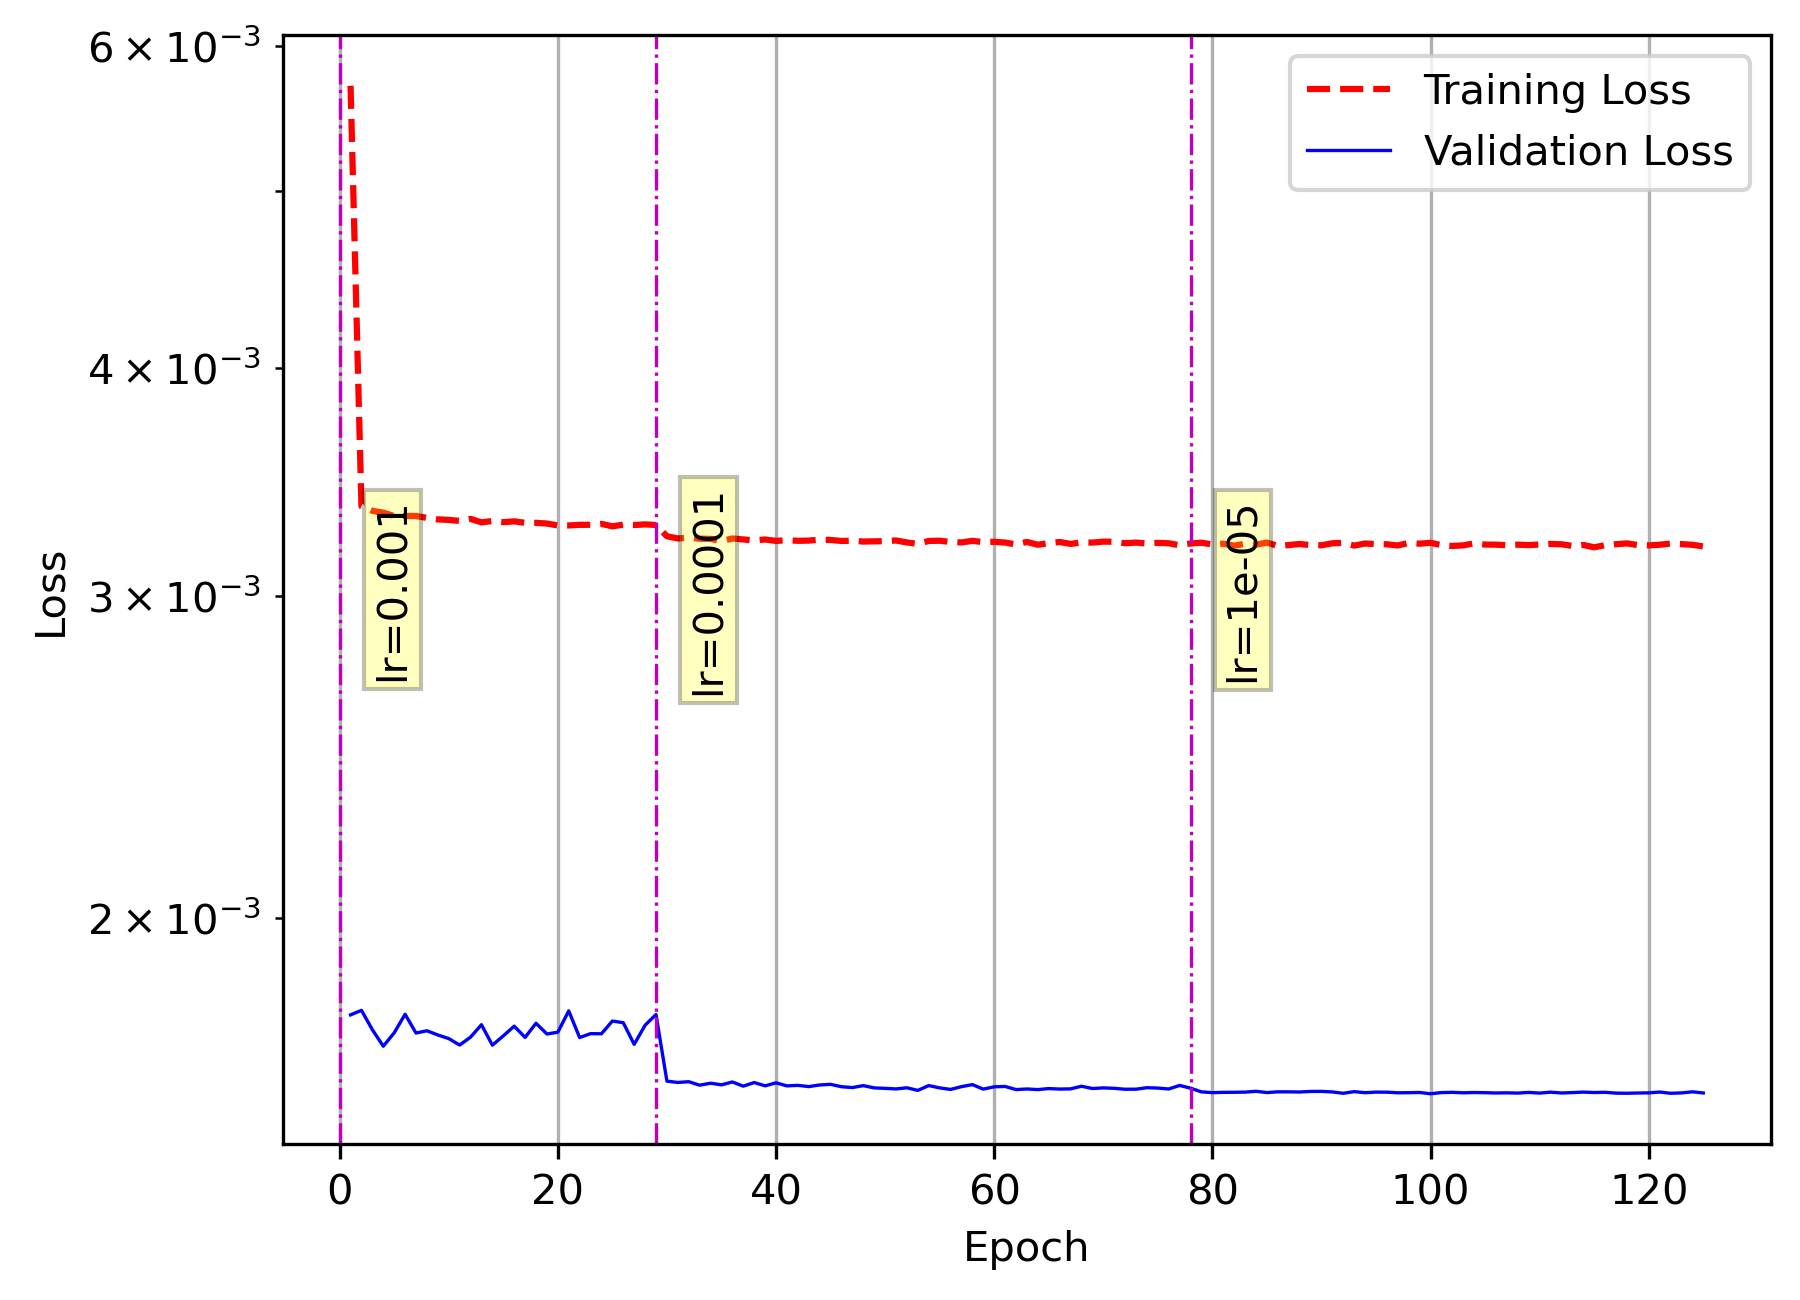 6 × 10⁻³
4 × 10⁻³
3 × 10⁻³
2 × 10⁻³
Loss
Training Loss
Validation Loss
lr=0.001
lr=0.0001
lr=1e-05
0 20 40 60 80 100 120
Epoch